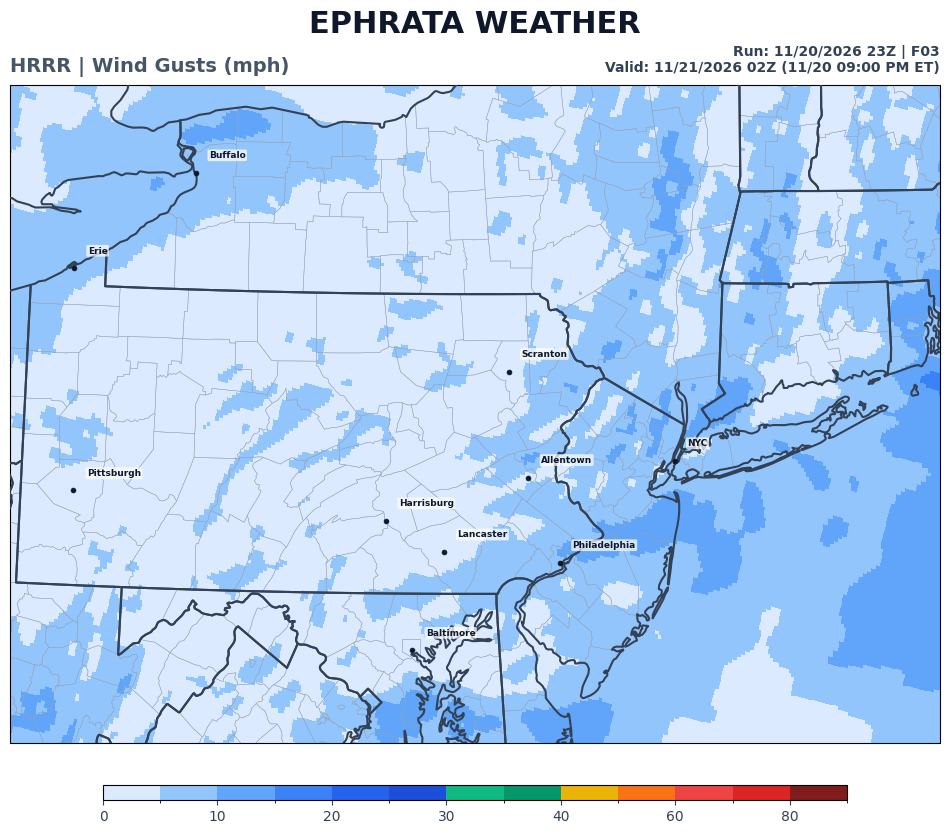 EPHRATA WEATHER
HRRR | Wind Gusts (mph)
Run: 11/20/2026 23Z | F03
Valid: 11/21/2026 02Z (11/20 09:00 PM ET)
Buffalo
Erie
Scranton
NYC
Allentown
Pittsburgh
Harrisburg
Lancaster
Philadelphia
Baltimore
0 10 20 30 40 50 60 70 80